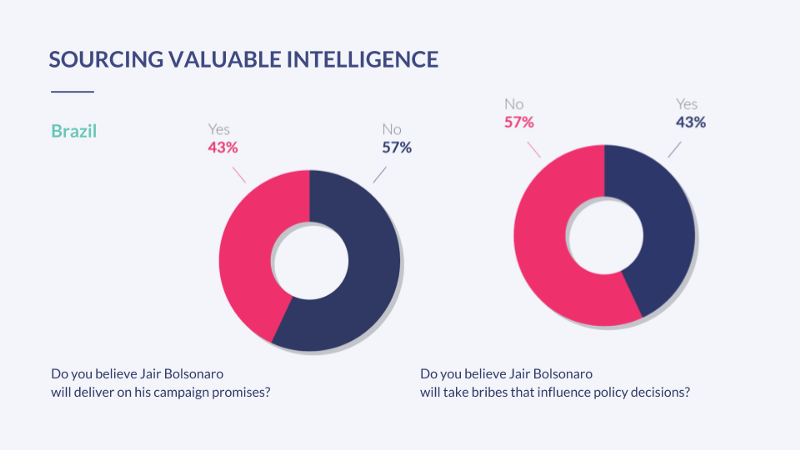 SOURCING VALUABLE INTELLIGENCE
Brazil
Yes
43%
No
57%
No
57%
Yes
43%
Do you believe Jair Bolsonaro
will deliver on his campaign promises?
Do you believe Jair Bolsonaro
will take bribes that influence policy decisions?